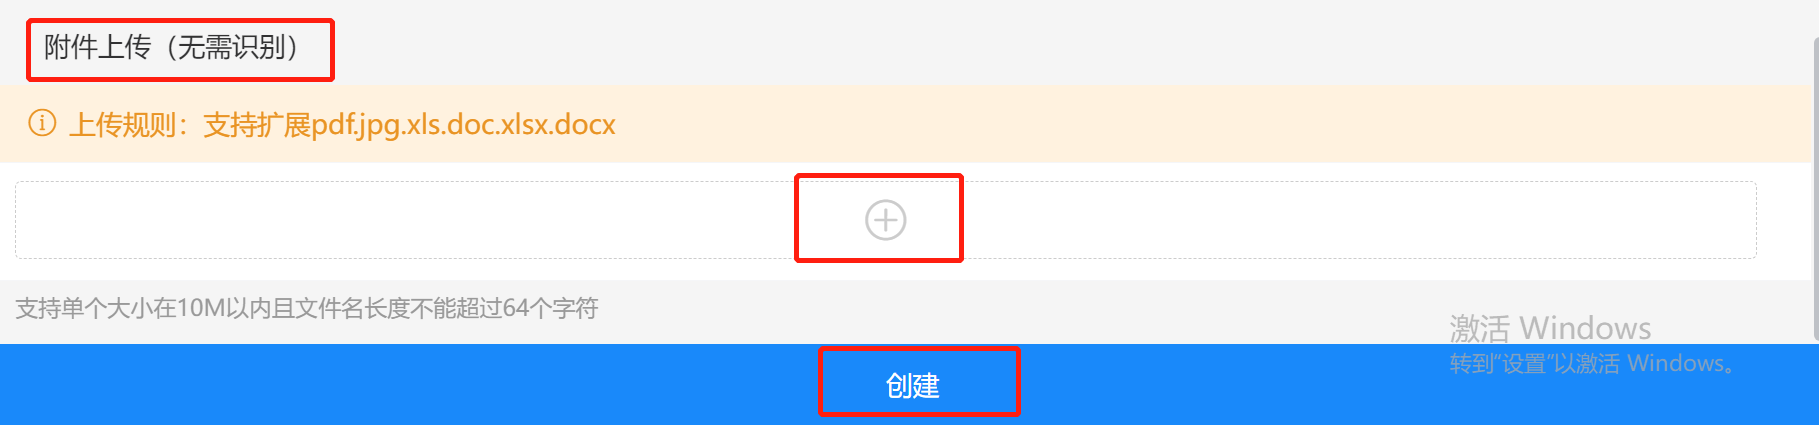 附件上传（无需识别）
上传规则：支持扩展pdf.jpg.xls.doc.xlsx.docx
支持单个大小在10M以内且文件名长度不能超过64个字符
激活 Windows
转到“设置”以激活 Windows。
创建